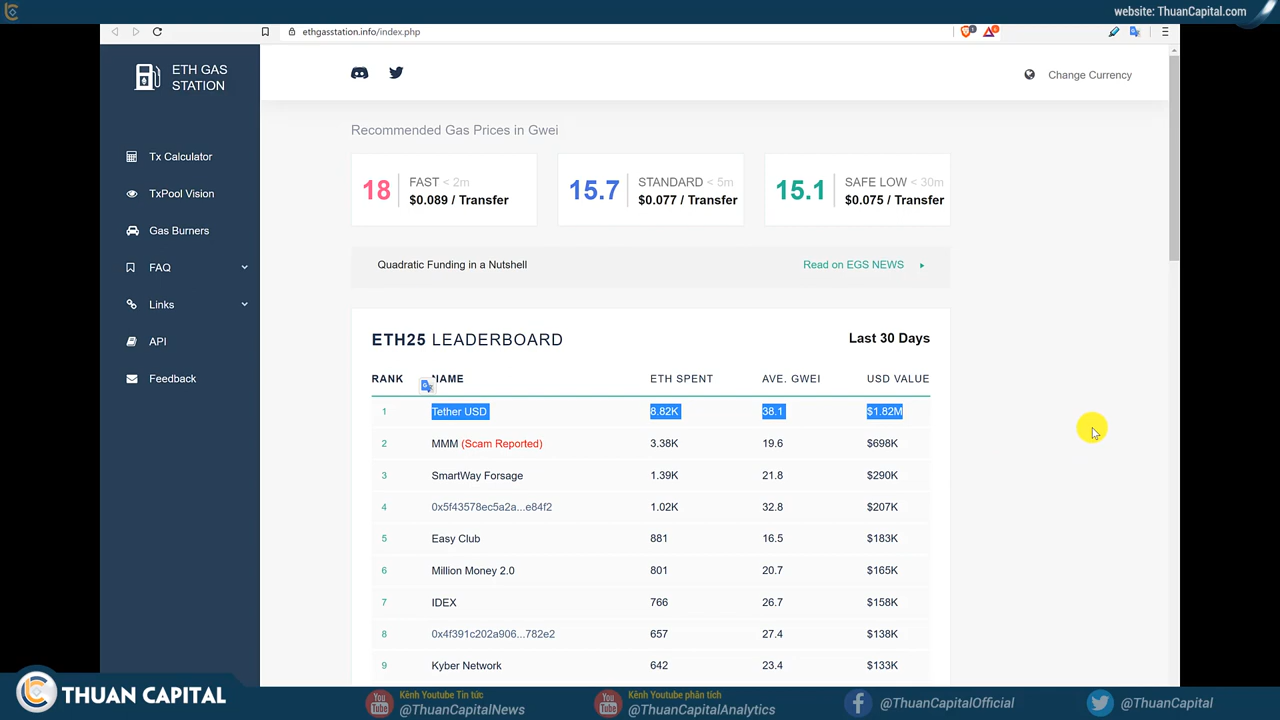 website: ThuanCapital.com
ethgasstation.info/index.php
ETH GAS
STATION
Change Currency
Tx Calculator
TxPool Vision
Gas Burners
FAQ
Links
API
Feedback
Recommended Gas Prices in Gwei
18 FAST < 2m
$0.089 / Transfer
15.7 STANDARD < 5m
$0.077 / Transfer
15.1 SAFE LOW < 30m
$0.075 / Transfer
Quadratic Funding in a Nutshell Read on EGS NEWS
ETH25 LEADERBOARD Last 30 Days
RANK NAME ETH SPENT AVE. GWEI USD VALUE
1 Tether USD 8.82K 38.1 $1.82M
2 MMM (Scam Reported) 3.38K 19.6 $698K
3 SmartWay Forsage 1.39K 21.8 $290K
4 0x5f43578ec5a2a...e84f2 1.02K 32.8 $207K
5 Easy Club 881 16.5 $183K
6 Million Money 2.0 801 20.7 $165K
7 IDEX 766 26.7 $158K
8 0x4f391c202a906...782e2 657 27.4 $138K
9 Kyber Network 642 23.4 $133K
THUAN CAPITAL
You Tube
Kênh Youtube Tin tức
@ThuanCapitalNews
You Tube
Kênh Youtube phân tích
@ThuanCapitalAnalytics
@ThuanCapitalOfficial
@ThuanCapital